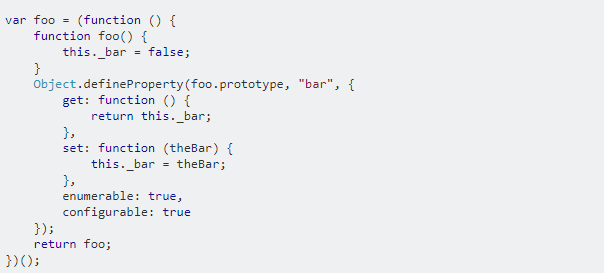 var foo = (function () {
    function foo() {
        this._bar = false;
    }
    Object.defineProperty(foo.prototype, "bar", {
        get: function () {
            return this._bar;
        },
        set: function (theBar) {
            this._bar = theBar;
        },
        enumerable: true,
        configurable: true
    });
    return foo;
})();